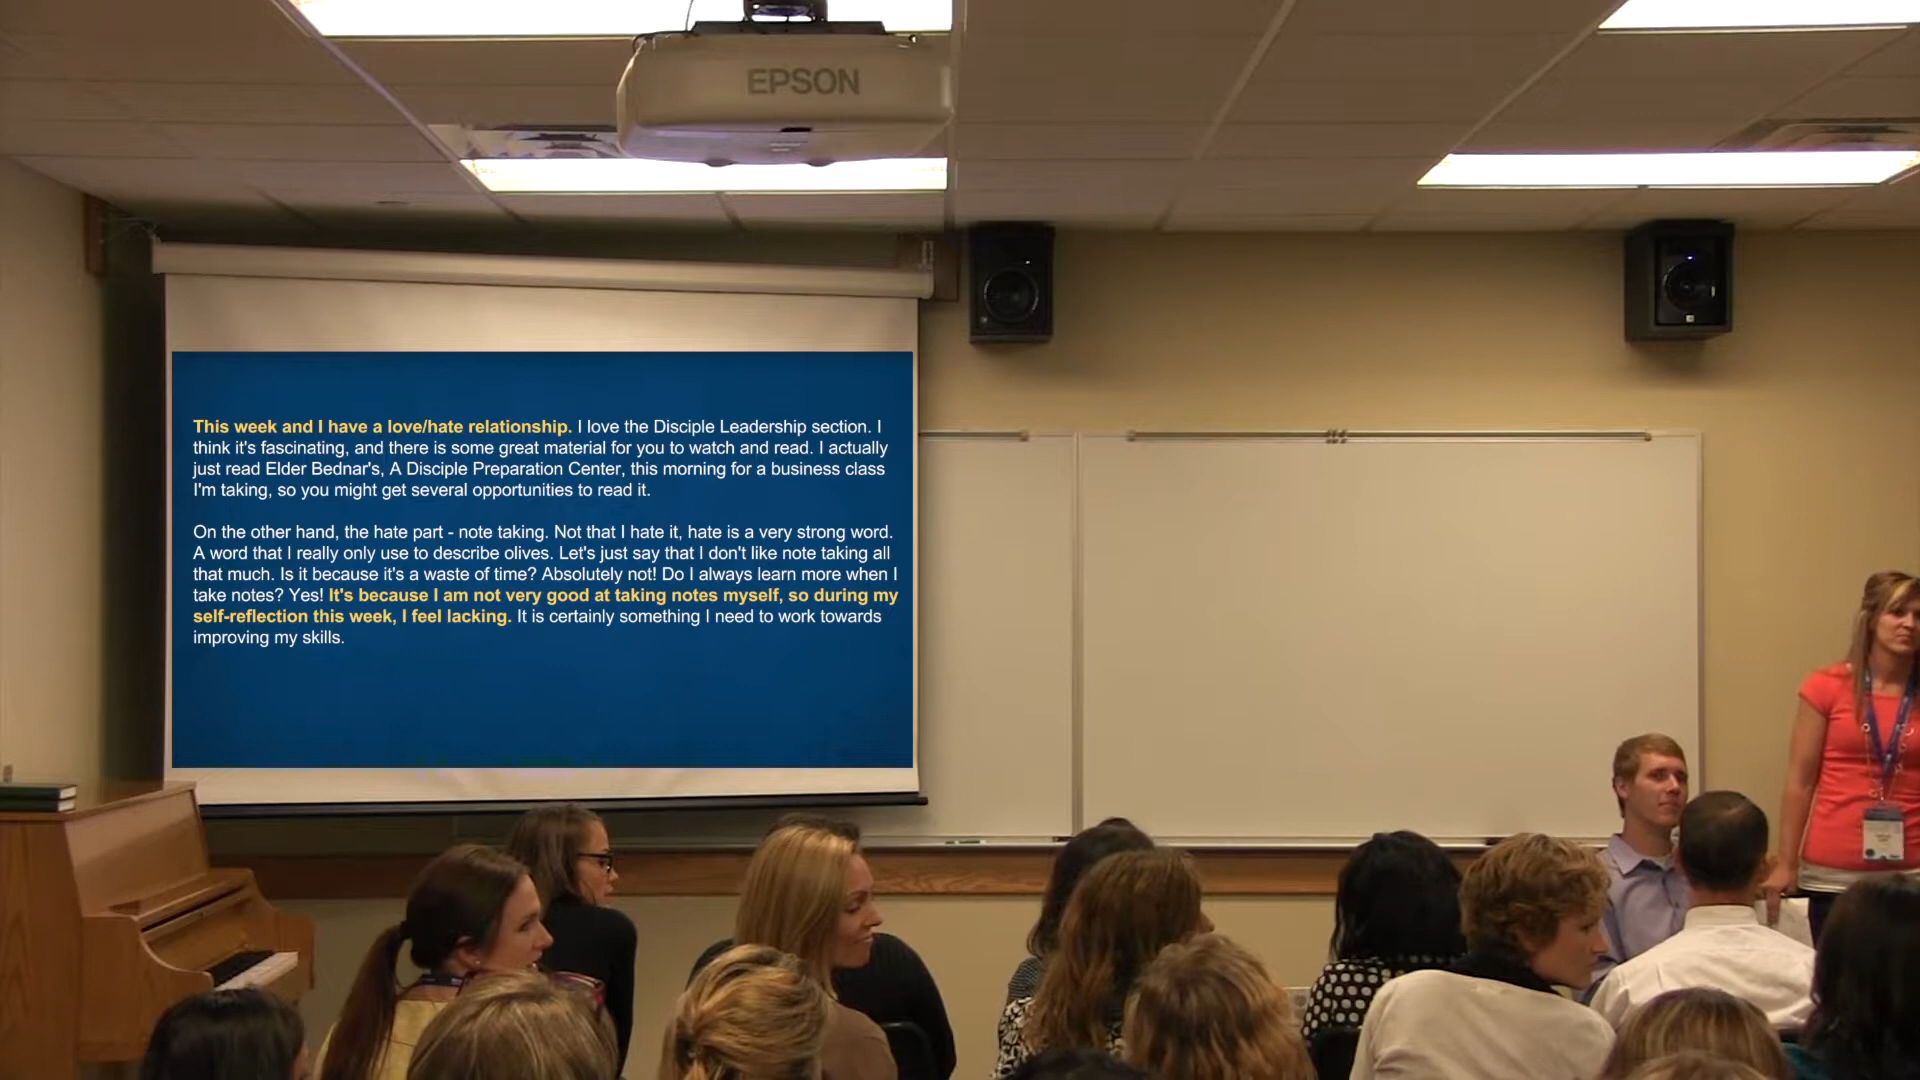 EPSON
This week and I have a love/hate relationship. I love the Disciple Leadership section. I
think it's fascinating, and there is some great material for you to watch and read. I actually
just read Elder Bednar's, A Disciple Preparation Center, this morning for a business class
I'm taking, so you might get several opportunities to read it.
On the other hand, the hate part - note taking. Not that I hate it, hate is a very strong word.
A word that I really only use to describe olives. Let's just say that I don't like note taking all
that much. Is it because it's a waste of time? Absolutely not! Do I always learn more when I
take notes? Yes! It's because I am not very good at taking notes myself, so during my
self-reflection this week, I feel lacking. It is certainly something I need to work towards
improving my skills.